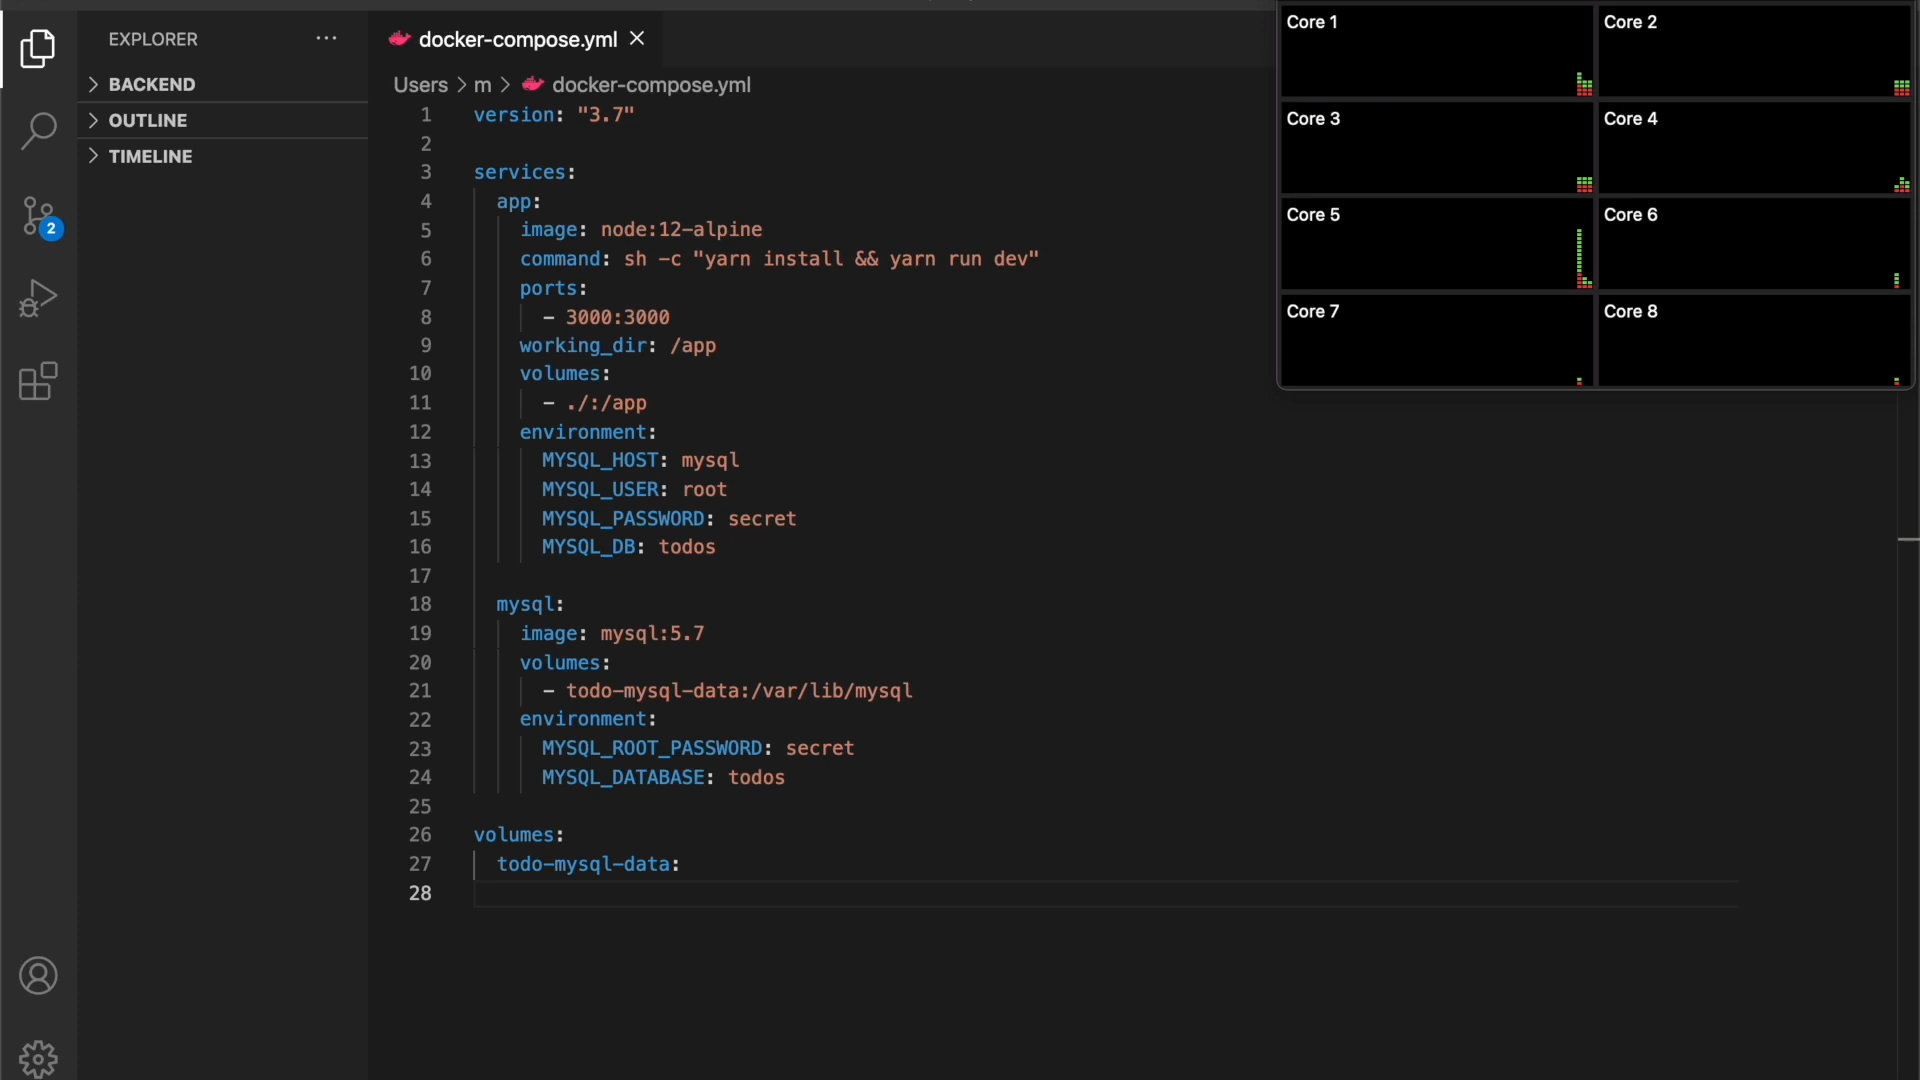 EXPLORER
BACKEND
OUTLINE
TIMELINE
2
docker-compose.yml
Users > m > docker-compose.yml
1 version: "3.7"
2
3 services:
4   app:
5     image: node:12-alpine
6     command: sh -c "yarn install && yarn run dev"
7     ports:
8       - 3000:3000
9     working_dir: /app
10     volumes:
11       - ./:/app
12     environment:
13       MYSQL_HOST: mysql
14       MYSQL_USER: root
15       MYSQL_PASSWORD: secret
16       MYSQL_DB: todos
17
18   mysql:
19     image: mysql:5.7
20     volumes:
21       - todo-mysql-data:/var/lib/mysql
22     environment:
23       MYSQL_ROOT_PASSWORD: secret
24       MYSQL_DATABASE: todos
25
26 volumes:
27   todo-mysql-data:
28
Core 1
Core 2
Core 3
Core 4
Core 5
Core 6
Core 7
Core 8